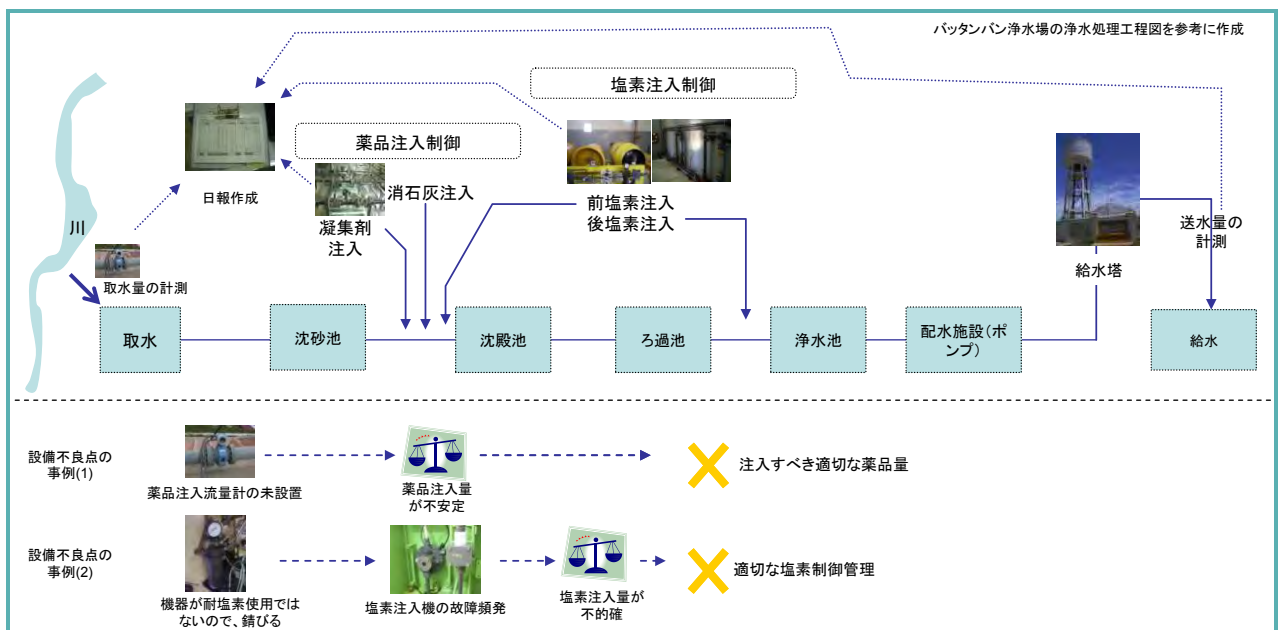 バッタンバン浄水場の浄水処理工程図を参考に作成
塩素注入制御
薬品注入制御
日報作成
消石灰注入
凝集剤
注入
前塩素注入
後塩素注入
川
取水量の計測
給水塔
送水量の
計測
取水
沈砂池
沈殿池
ろ過池
浄水池
配水施設(ポ
ンプ)
給水
設備不良点の
事例(1)
薬品注入流量計の未設置
薬品注入量
が不安定
注入すべき適切な薬品量
設備不良点の
事例(2)
機器が耐塩素使用では
ないので、錆びる
塩素注入機の故障頻発
塩素注入量が
不的確
適切な塩素制御管理